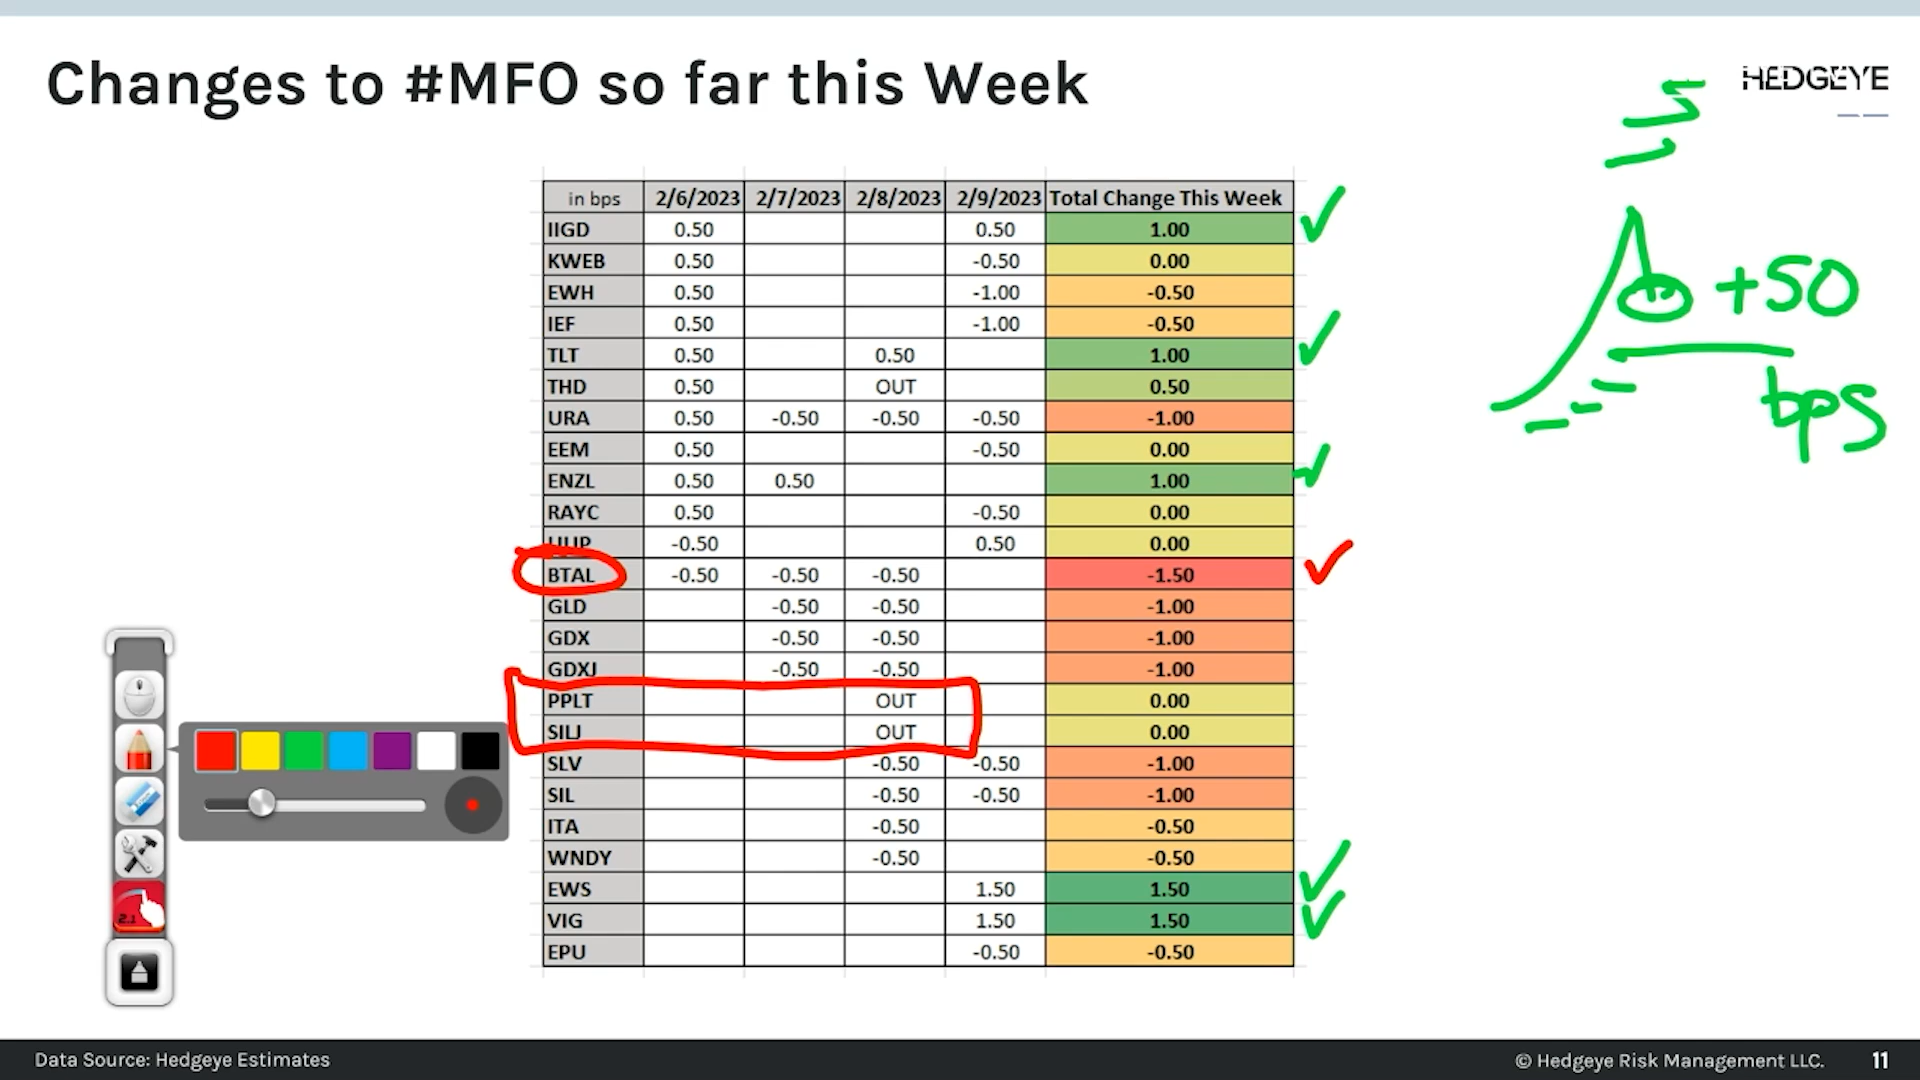 Changes to #MFO so far this Week
HEDGEYE
in bps 2/6/2023 2/7/2023 2/8/2023 2/9/2023 Total Change This Week
IIGD 0.50 0.50 1.00
KWEB 0.50 -0.50 0.00
EWH 0.50 -1.00 -0.50
IEF 0.50 -1.00 -0.50
TLT 0.50 0.50 1.00
THD 0.50 OUT 0.50
URA 0.50 -0.50 -0.50 -0.50 -1.00
EEM 0.50 -0.50 0.00
ENZL 0.50 0.50 1.00
RAYC 0.50 -0.50 0.00
UUP -0.50 0.50 0.00
BTAL -0.50 -0.50 -0.50 -1.50
GLD -0.50 -0.50 -1.00
GDX -0.50 -0.50 -1.00
GDXJ -0.50 -0.50 -1.00
PPLT OUT 0.00
SILJ OUT 0.00
SLV -0.50 -0.50 -1.00
SIL -0.50 -0.50 -1.00
ITA -0.50 -0.50
WNDY -0.50 -0.50
EWS 1.50 1.50
VIG 1.50 1.50
EPU -0.50 -0.50
+50
bps
2.1
Data Source: Hedgeye Estimates
© Hedgeye Risk Management LLC. 11